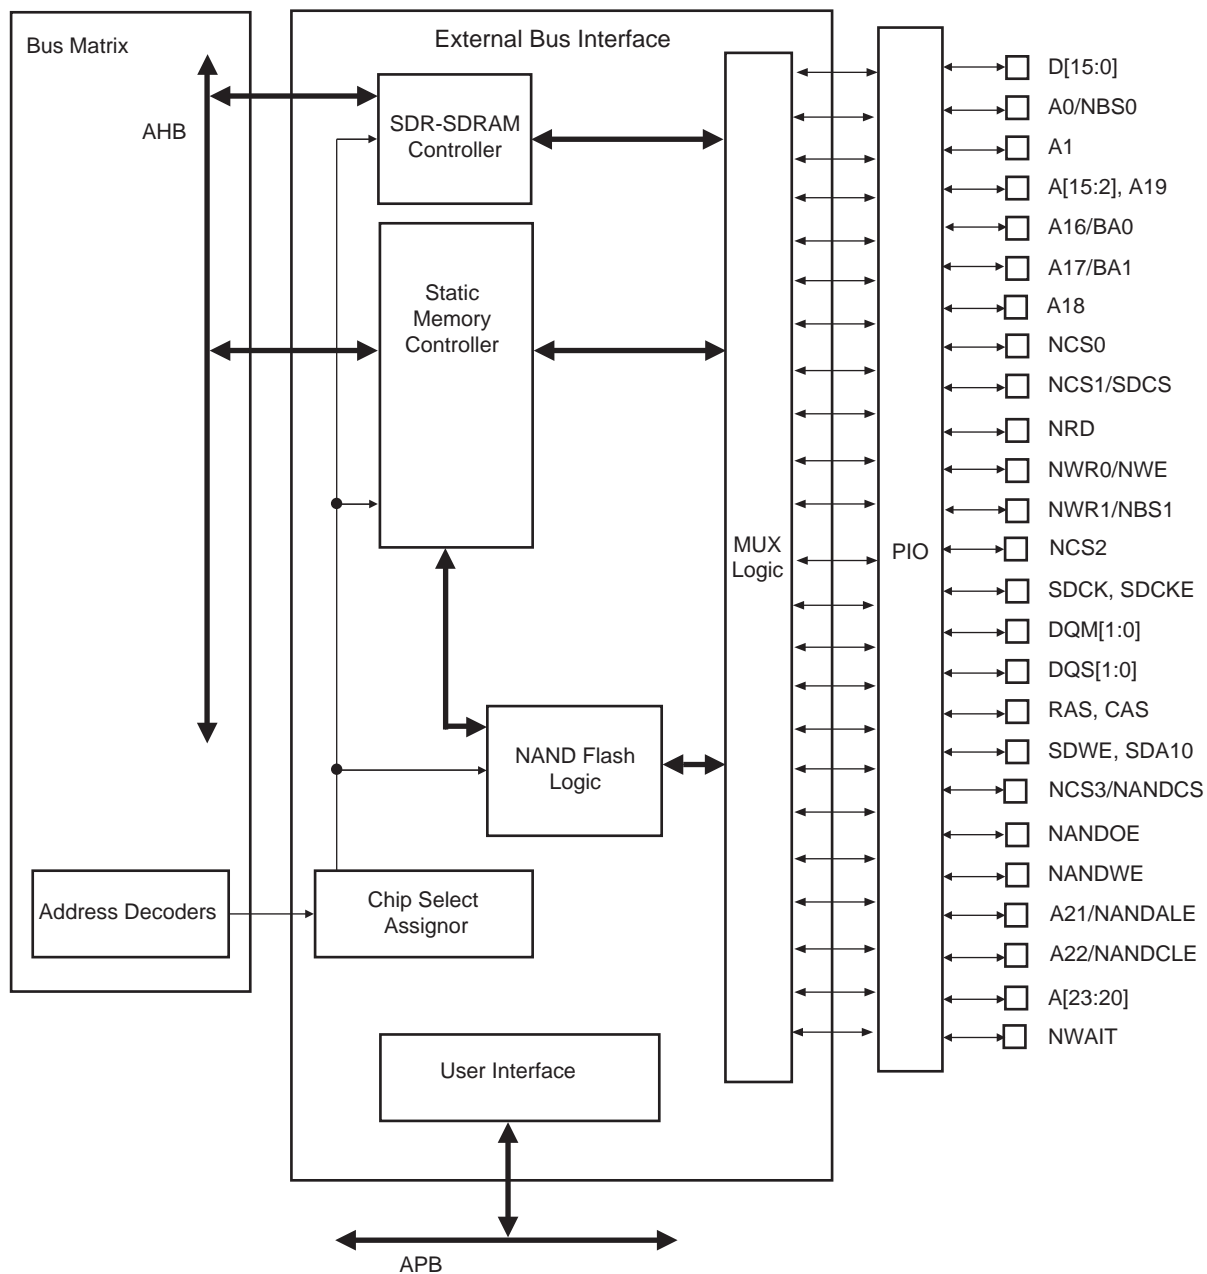 Bus Matrix
AHB
Address Decoders
External Bus Interface
SDR-SDRAM
Controller
Static
Memory
Controller
NAND Flash
Logic
Chip Select
Assignor
User Interface
APB
MUX
Logic
PIO
D[15:0]
A0/NBS0
A1
A[15:2], A19
A16/BA0
A17/BA1
A18
NCS0
NCS1/SDCS
NRD
NWR0/NWE
NWR1/NBS1
NCS2
SDCK, SDCKE
DQM[1:0]
DQS[1:0]
RAS, CAS
SDWE, SDA10
NCS3/NANDCS
NANDOE
NANDWE
A21/NANDALE
A22/NANDCLE
A[23:20]
NWAIT